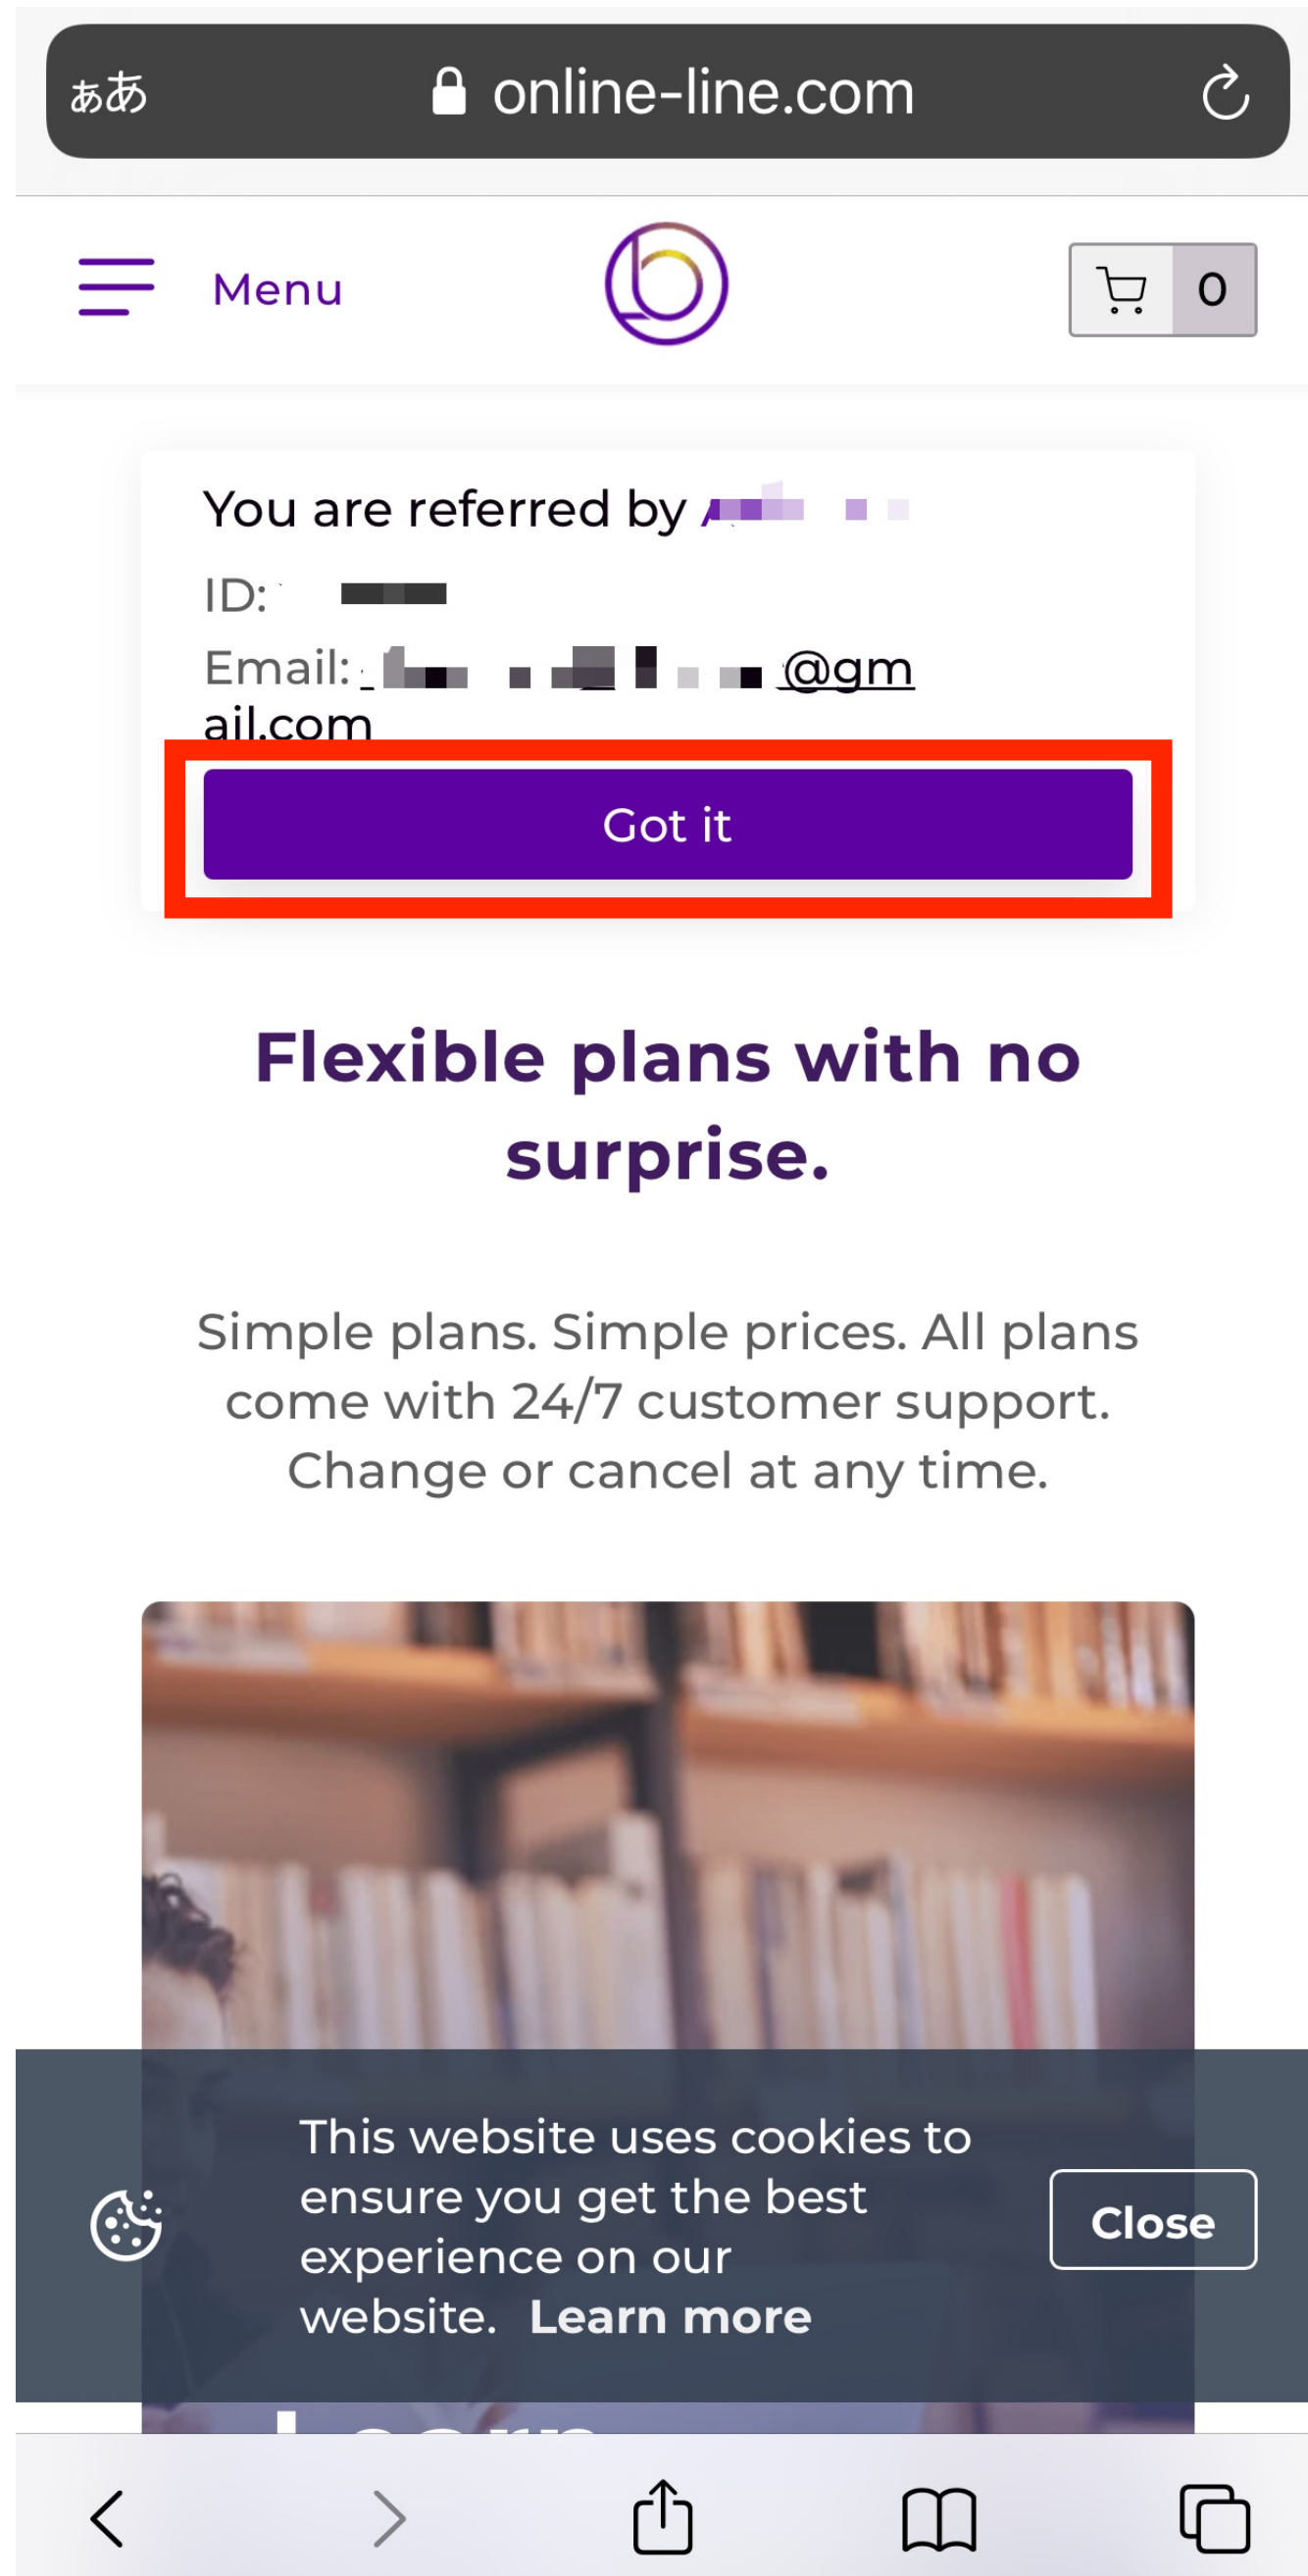 ぁあ online-line.com
Menu
0
You are referred by
ID:
Email: @gm
ail.com
Got it
Flexible plans with no
surprise.
Simple plans. Simple prices. All plans
come with 24/7 customer support.
Change or cancel at any time.
This website uses cookies to
ensure you get the best
experience on our
website. Learn more
Close